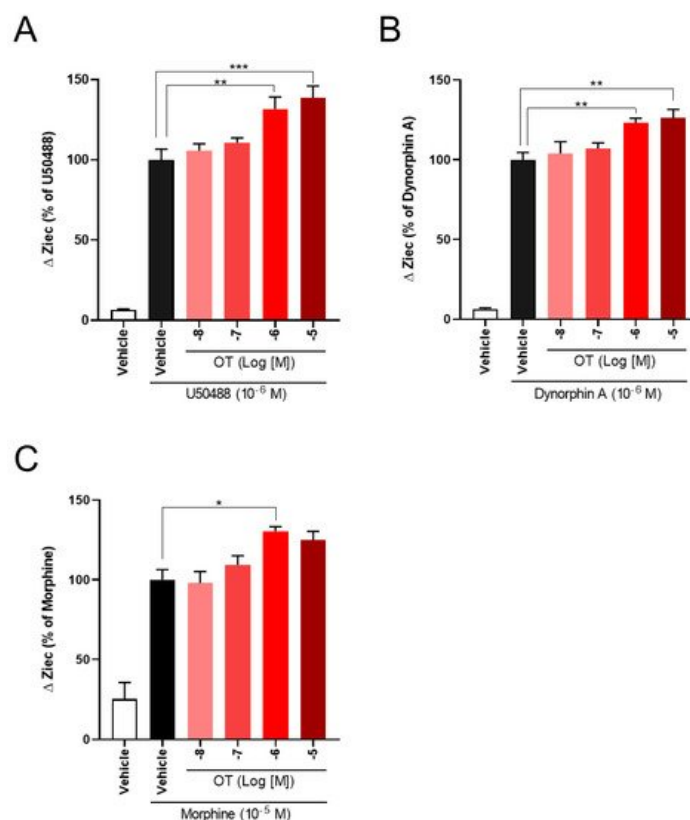 A
Δ Ziec (% of U50488)
150
100
50
0
***
**
Vehicle
Vehicle
-8
-7
-6
-5
OT (Log [M])
U50488 (10⁻⁶ M)
B
Δ Ziec (% of Dynorphin A)
150
100
50
0
**
**
Vehicle
Vehicle
-8
-7
-6
-5
OT (Log [M])
Dynorphin A (10⁻⁶ M)
C
Δ Ziec (% of Morphine)
150
100
50
0
*
Vehicle
Vehicle
-8
-7
-6
-5
OT (Log [M])
Morphine (10⁻⁵ M)